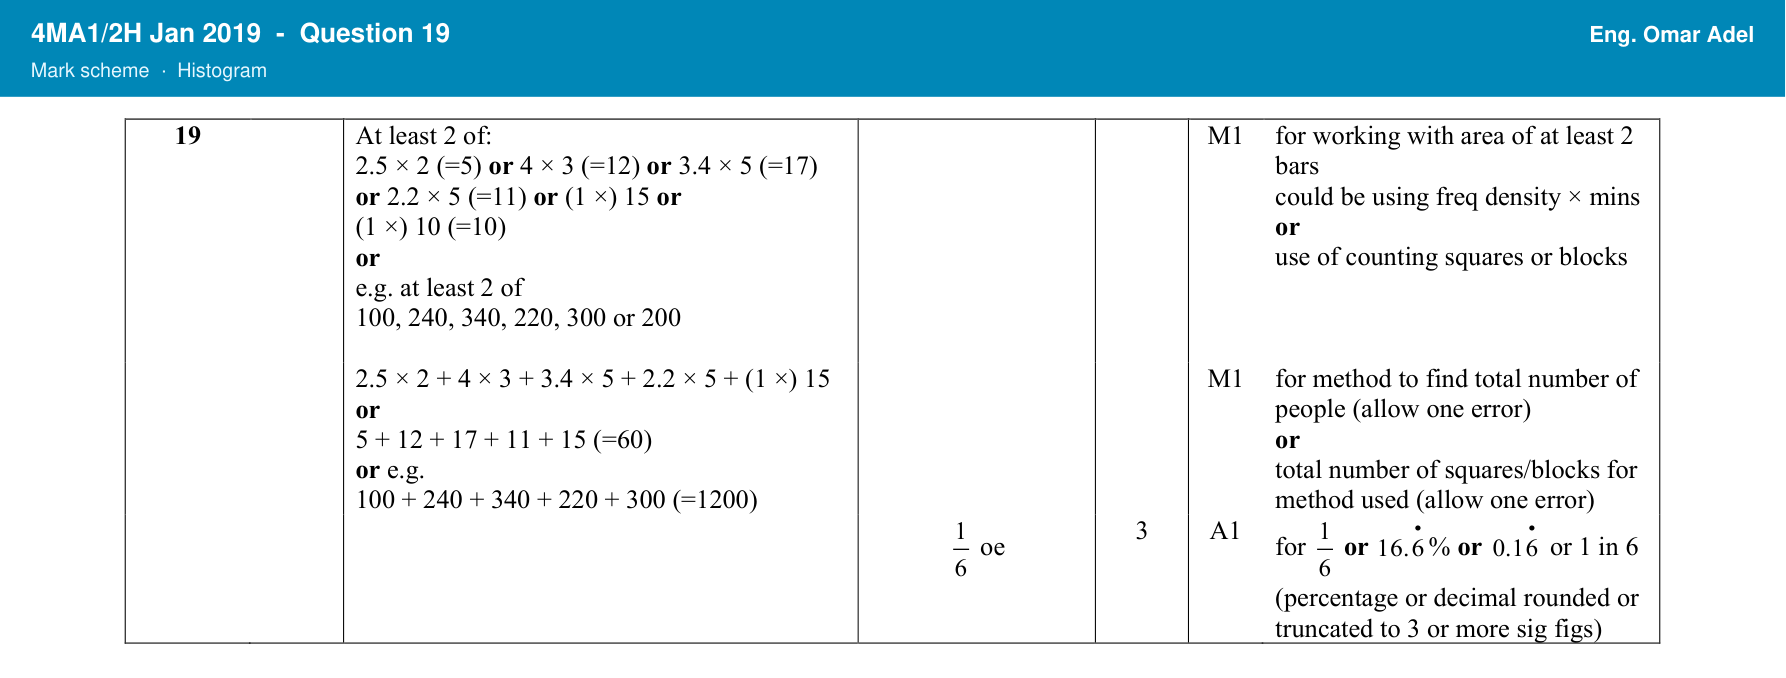 4MA1/2H Jan 2019 - Question 19
Eng. Omar Adel
Mark scheme · Histogram
19
At least 2 of:
2.5 × 2 (=5) or 4 × 3 (=12) or 3.4 × 5 (=17)
or 2.2 × 5 (=11) or (1 ×) 15 or
(1 ×) 10 (=10)
or
e.g. at least 2 of
100, 240, 340, 220, 300 or 200
M1
for working with area of at least 2
bars
could be using freq density × mins
or
use of counting squares or blocks
2.5 × 2 + 4 × 3 + 3.4 × 5 + 2.2 × 5 + (1 ×) 15
or
5 + 12 + 17 + 11 + 15 (=60)
or e.g.
100 + 240 + 340 + 220 + 300 (=1200)
M1
for method to find total number of
people (allow one error)
or
total number of squares/blocks for
method used (allow one error)
1/6 oe
3
A1
for 1/6 or 16.6̇% or 0.16̇ or 1 in 6
(percentage or decimal rounded or
truncated to 3 or more sig figs)